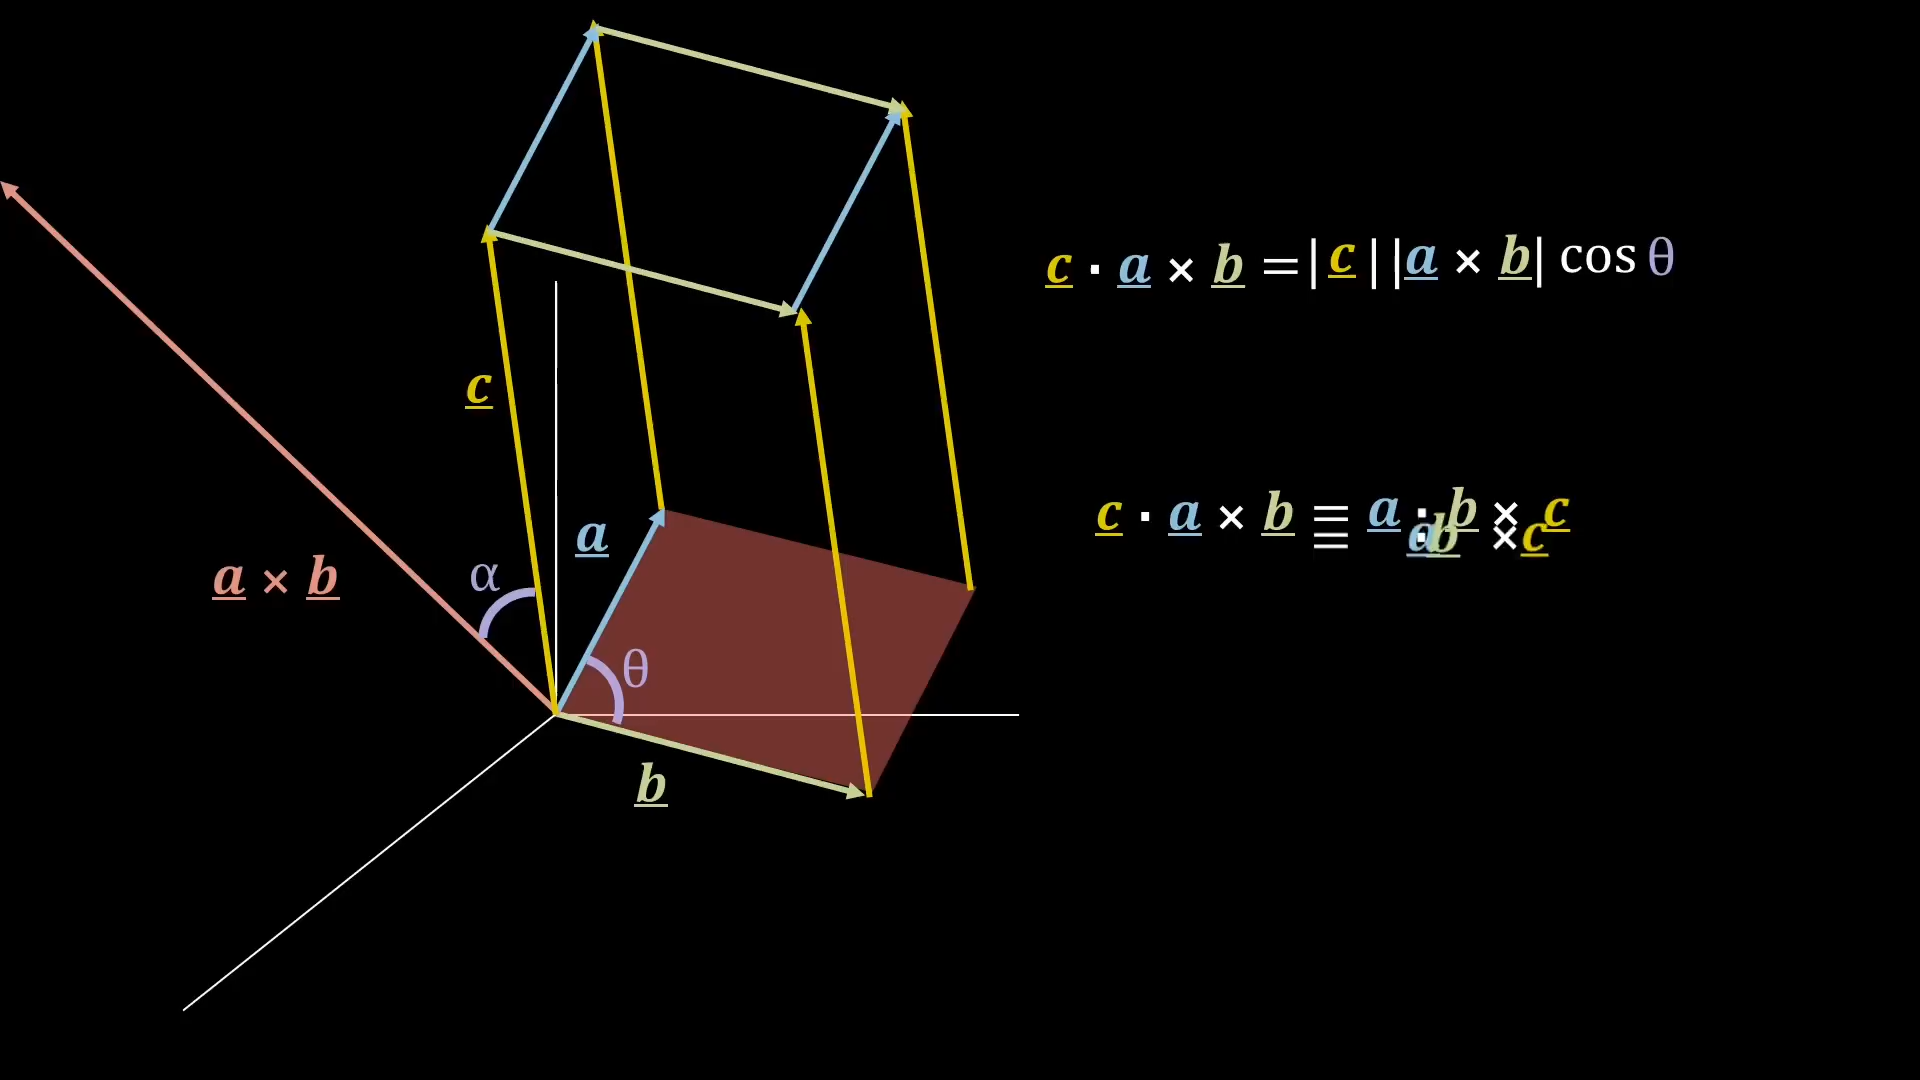 c · a × b = |c||a × b| cos θ
c
c · a × b ≡ a · b × c
a
α
a × b
θ
b